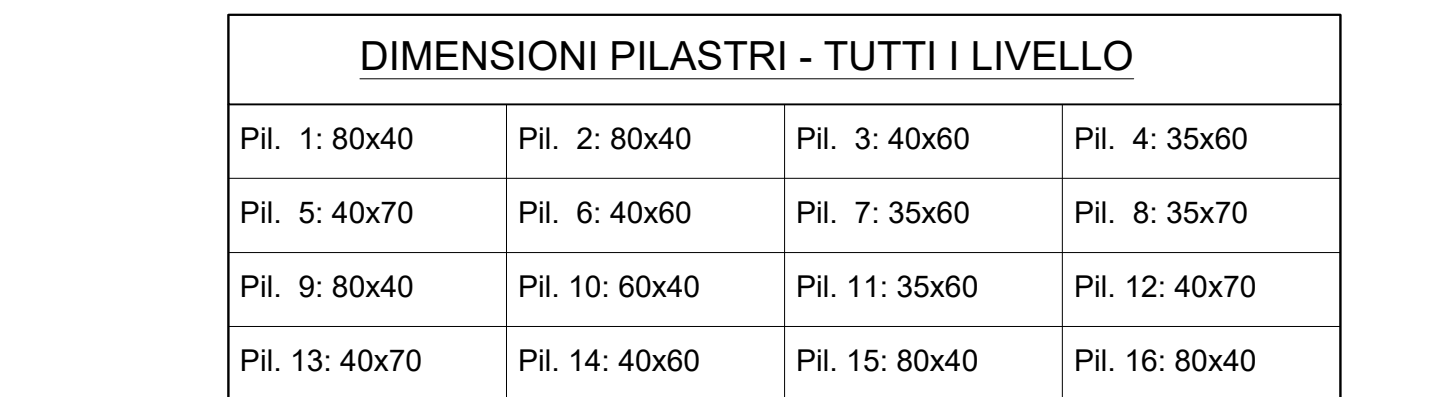 DIMENSIONI PILASTRI - TUTTI I LIVELLO
Pil. 1: 80x40 Pil. 2: 80x40 Pil. 3: 40x60 Pil. 4: 35x60
Pil. 5: 40x70 Pil. 6: 40x60 Pil. 7: 35x60 Pil. 8: 35x70
Pil. 9: 80x40 Pil. 10: 60x40 Pil. 11: 35x60 Pil. 12: 40x70
Pil. 13: 40x70 Pil. 14: 40x60 Pil. 15: 80x40 Pil. 16: 80x40